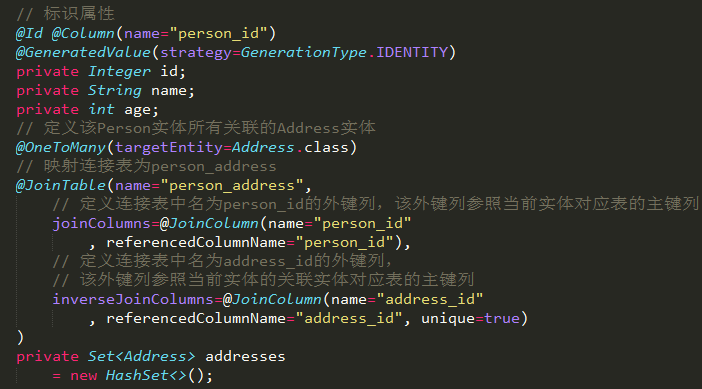 // 标识属性
@Id @Column(name="person_id")
@GeneratedValue(strategy=GenerationType.IDENTITY)
private Integer id;
private String name;
private int age;
// 定义该Person实体所有关联的Address实体
@OneToMany(targetEntity=Address.class)
// 映射连接表为person_address
@JoinTable(name="person_address",
// 定义连接表中名为person_id的外键列，该外键列参照当前实体对应表的主键列
joinColumns=@JoinColumn(name="person_id"
, referencedColumnName="person_id"),
// 定义连接表中名为address_id的外键列，
// 该外键列参照当前实体的关联实体对应表的主键列
inverseJoinColumns=@JoinColumn(name="address_id"
, referencedColumnName="address_id", unique=true)
)
private Set<Address> addresses
= new HashSet<>();